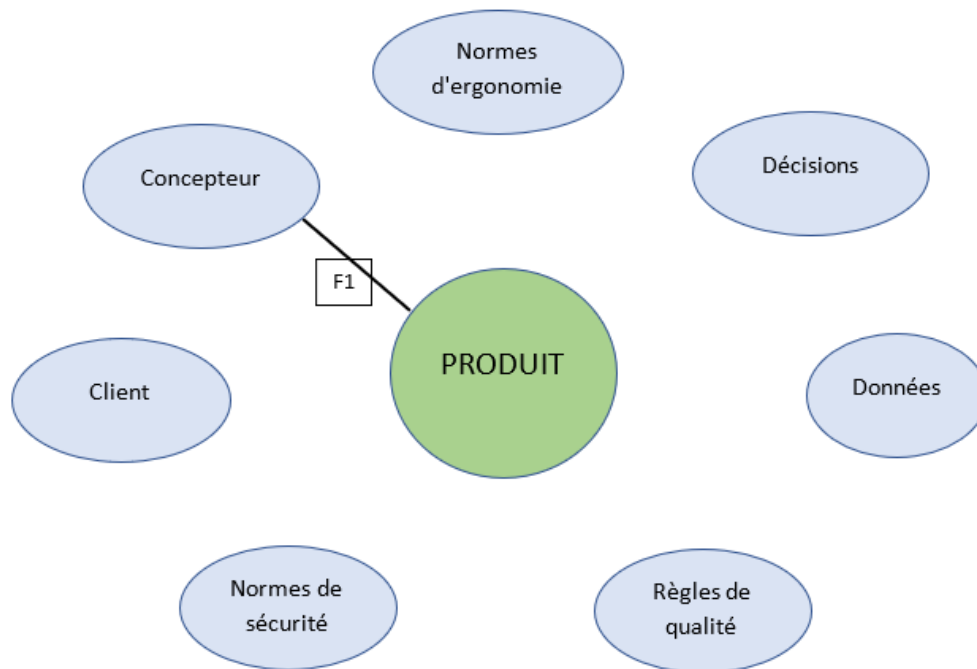 Normes
d'ergonomie
Concepteur
Décisions
F1
PRODUIT
Client
Données
Normes de
sécurité
Règles de
qualité